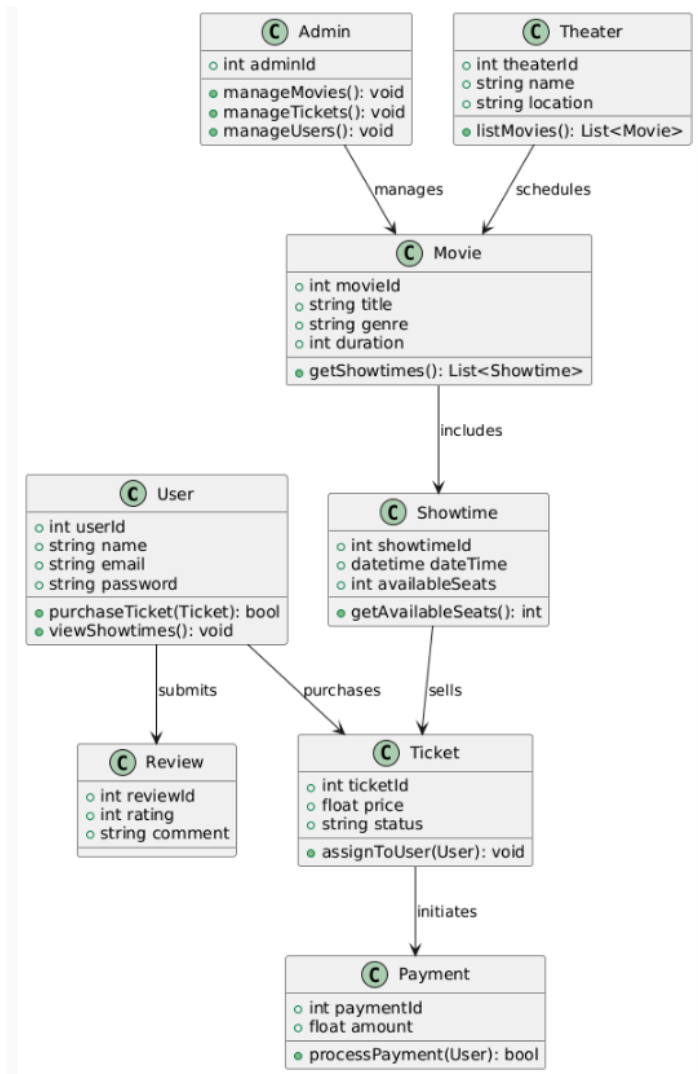 C Admin
int adminId
manageMovies(): void
manageTickets(): void
manageUsers(): void
C Theater
int theaterId
string name
string location
listMovies(): List<Movie>
manages
schedules
C Movie
int movieId
string title
string genre
int duration
getShowtimes(): List<Showtime>
includes
C User
int userId
string name
string email
string password
purchaseTicket(Ticket): bool
viewShowtimes(): void
C Showtime
int showtimeId
datetime dateTime
int availableSeats
getAvailableSeats(): int
submits
purchases
sells
C Review
int reviewId
int rating
string comment
C Ticket
int ticketId
float price
string status
assignToUser(User): void
initiates
C Payment
int paymentId
float amount
processPayment(User): bool